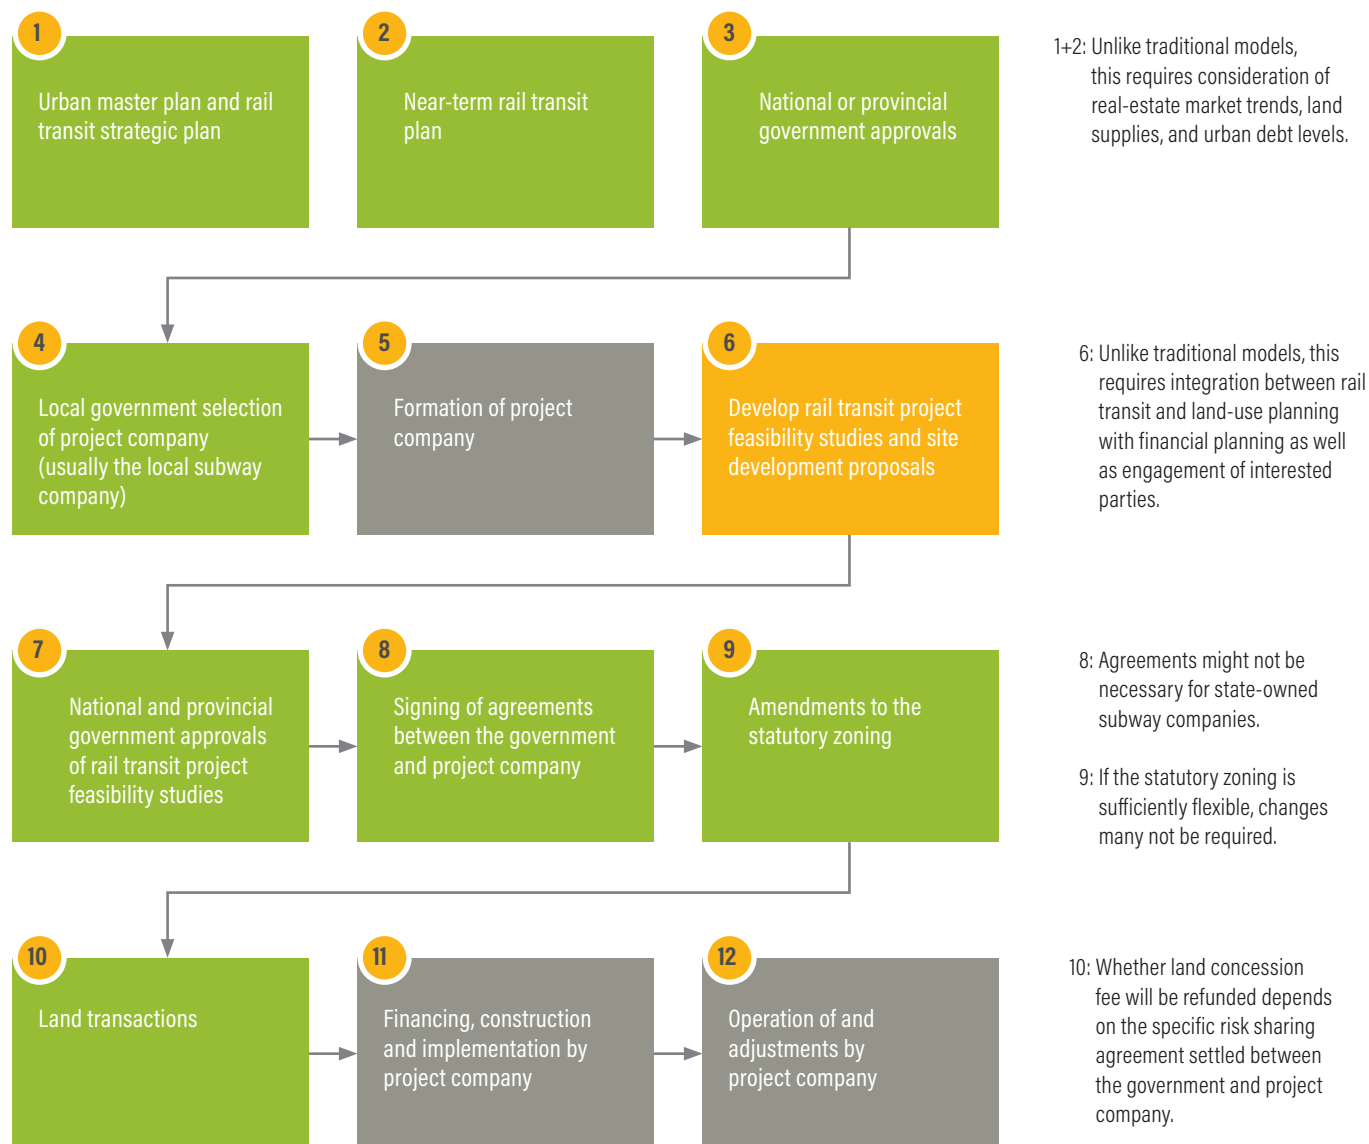 1
Urban master plan and rail
transit strategic plan
2
Near-term rail transit
plan
3
National or provincial
government approvals
1+2: Unlike traditional models,
this requires consideration of
real-estate market trends, land
supplies, and urban debt levels.
4
Local government selection
of project company
(usually the local subway
company)
5
Formation of project
company
6
Develop rail transit project
feasibility studies and site
development proposals
6: Unlike traditional models, this
requires integration between rail
transit and land-use planning
with financial planning as well
as engagement of interested
parties.
7
National and provincial
government approvals
of rail transit project
feasibility studies
8
Signing of agreements
between the government
and project company
9
Amendments to the
statutory zoning
8: Agreements might not be
necessary for state-owned
subway companies.
9: If the statutory zoning is
sufficiently flexible, changes
many not be required.
10
Land transactions
11
Financing, construction
and implementation by
project company
12
Operation of and
adjustments by
project company
10: Whether land concession
fee will be refunded depends
on the specific risk sharing
agreement settled between
the government and project
company.